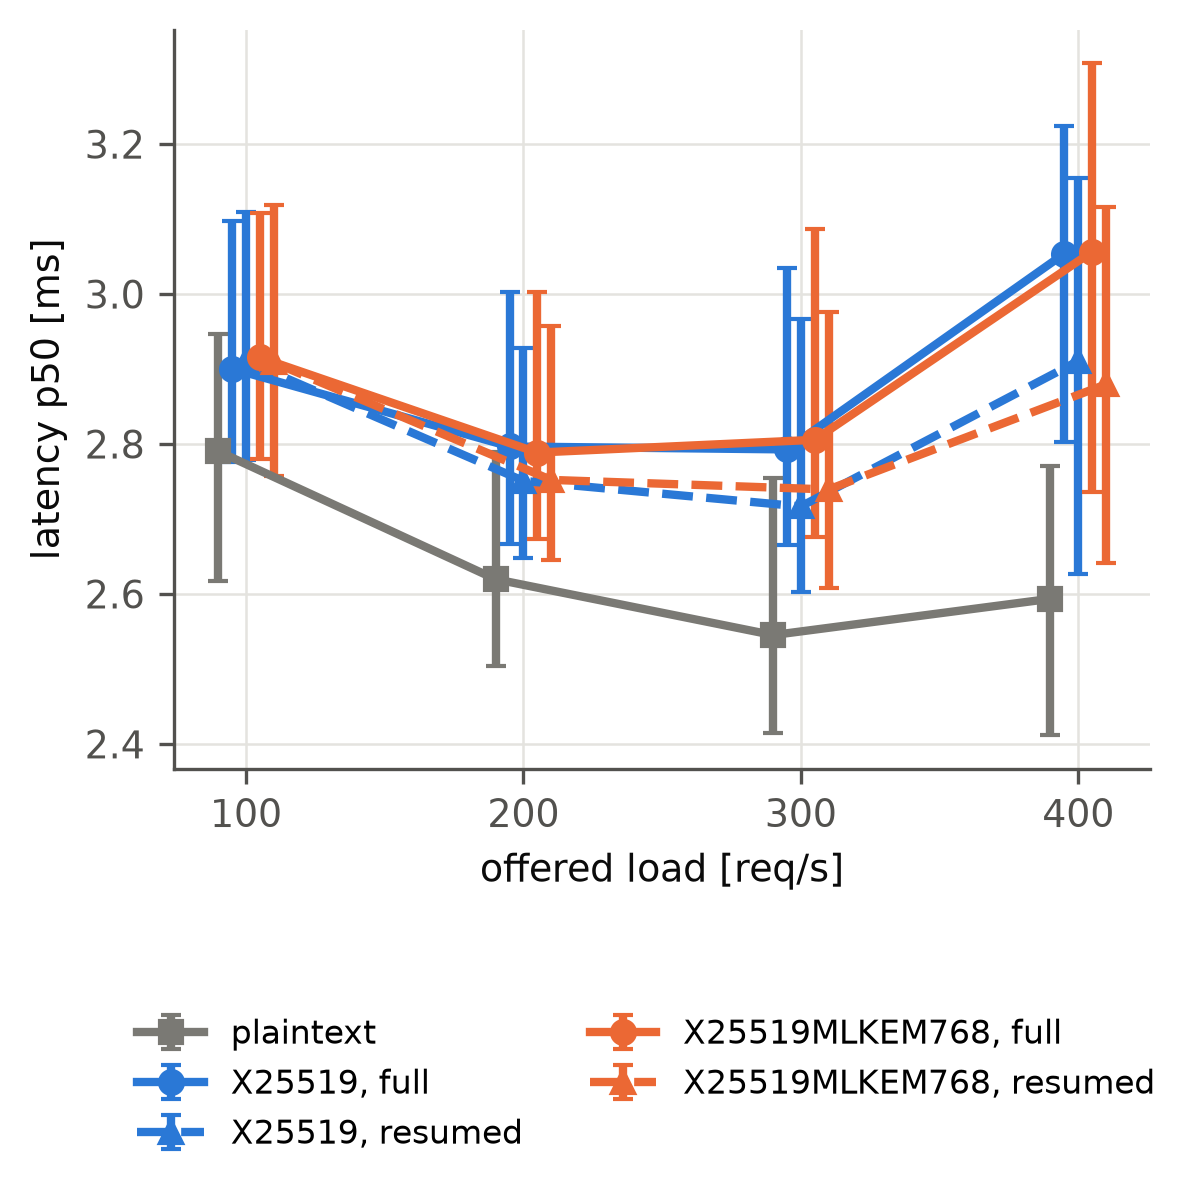 latency p50 [ms]
3.2
3.0
2.8
2.6
2.4
100 200 300 400
offered load [req/s]
plaintext
X25519, full
X25519, resumed
X25519MLKEM768, full
X25519MLKEM768, resumed